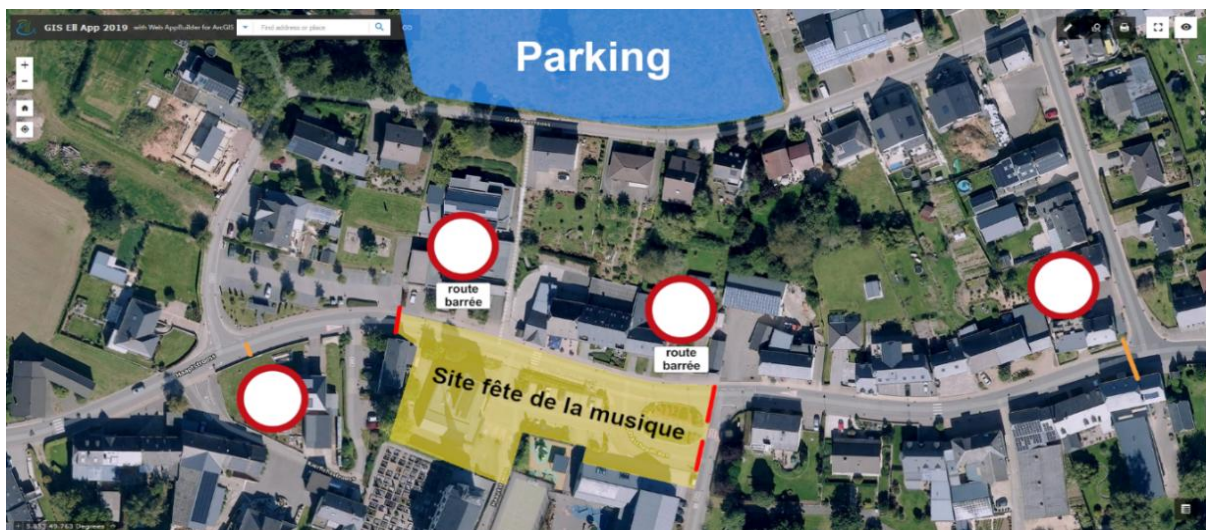 GIS Ell App 2019 with Web AppBuilder for ArcGIS
Find address or place
Parking
route
barrée
route
barrée
Hauptstrooss
Site fête de la musique